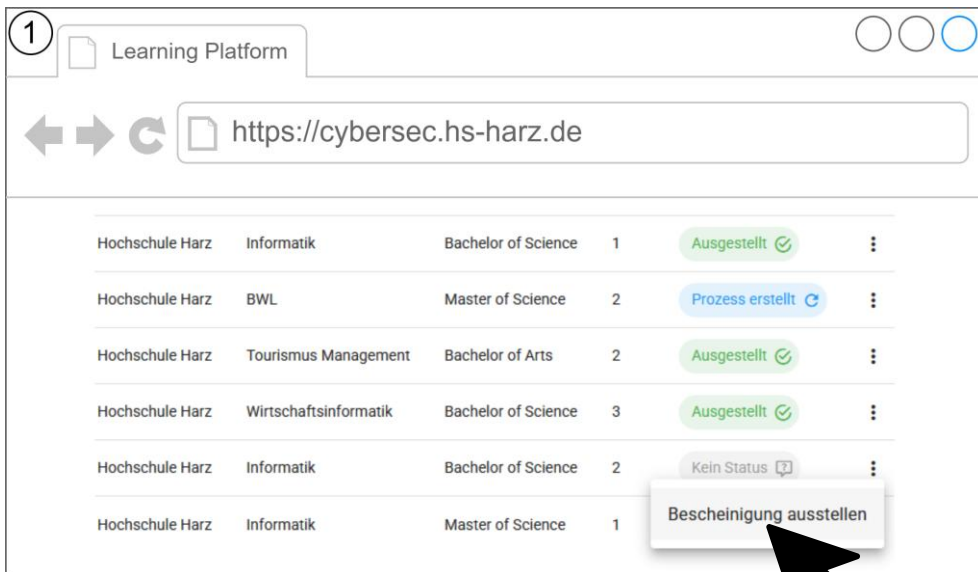 1
Learning Platform
https://cybersec.hs-harz.de
Hochschule Harz Informatik Bachelor of Science 1 Ausgestellt
Hochschule Harz BWL Master of Science 2 Prozess erstellt
Hochschule Harz Tourismus Management Bachelor of Arts 2 Ausgestellt
Hochschule Harz Wirtschaftsinformatik Bachelor of Science 3 Ausgestellt
Hochschule Harz Informatik Bachelor of Science 2 Kein Status ?
Hochschule Harz Informatik Master of Science 1 Bescheinigung ausstellen